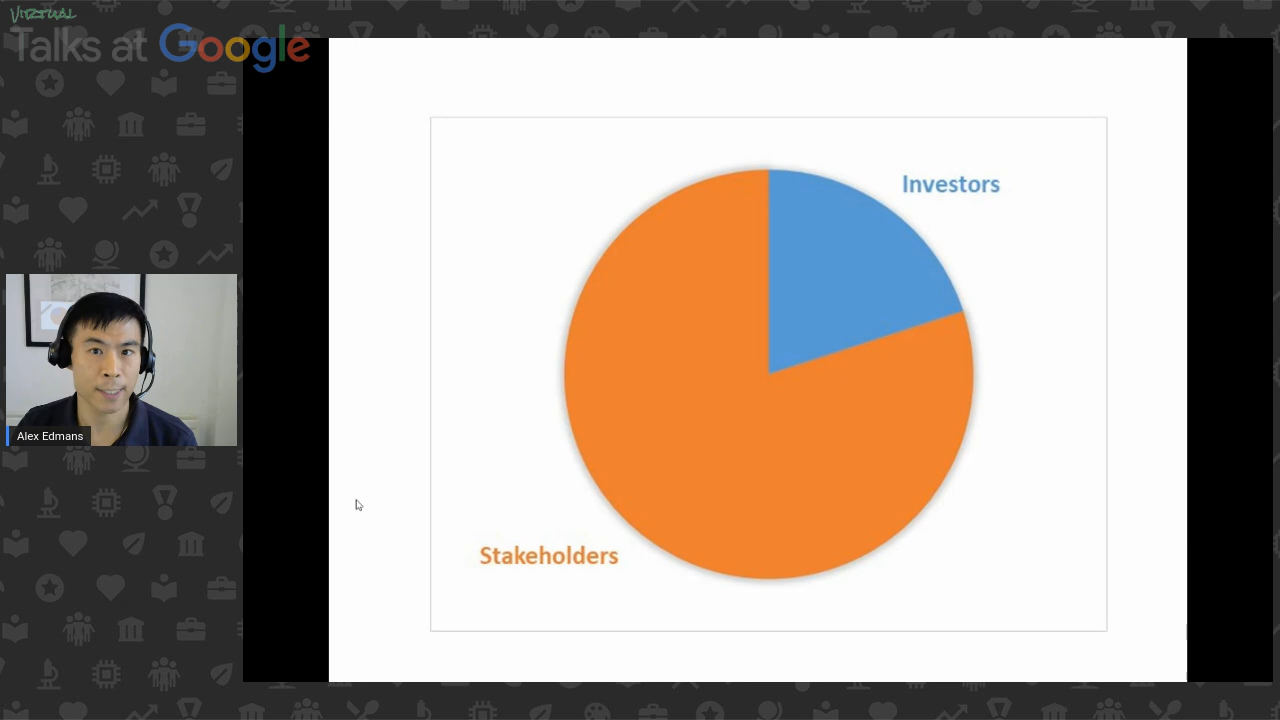 VIRTUAL
Talks at Google
Investors
Alex Edmans
Stakeholders